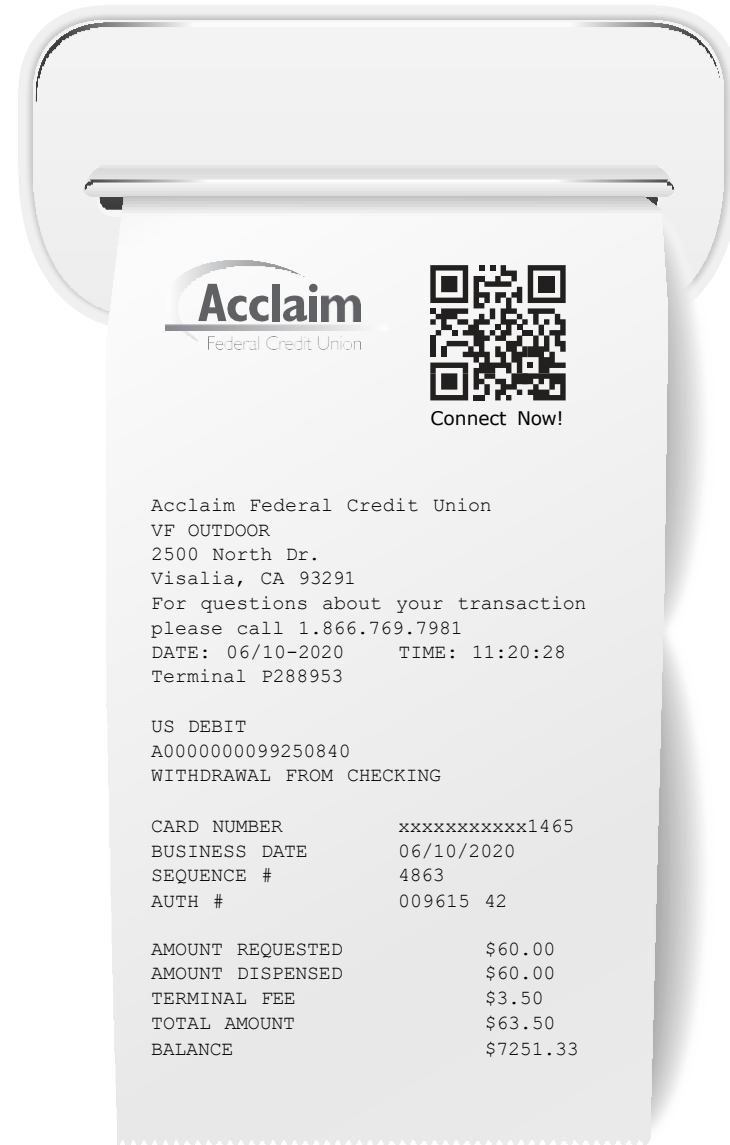 Acclaim
Federal Credit Union
Connect Now!
Acclaim Federal Credit Union
VF OUTDOOR
2500 North Dr.
Visalia, CA 93291
For questions about your transaction
please call 1.866.769.7981
DATE: 06/10-2020 TIME: 11:20:28
Terminal P288953
US DEBIT
A0000000099250840
WITHDRAWAL FROM CHECKING
CARD NUMBER xxxxxxxxxxx1465
BUSINESS DATE 06/10/2020
SEQUENCE # 4863
AUTH # 009615 42
AMOUNT REQUESTED $60.00
AMOUNT DISPENSED $60.00
TERMINAL FEE $3.50
TOTAL AMOUNT $63.50
BALANCE $7251.33